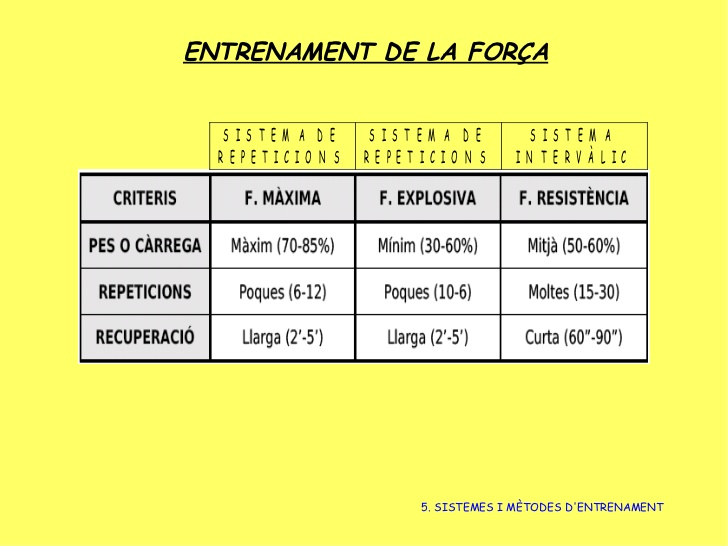 ENTRENAMENT DE LA FORÇA
SISTEMA DE SISTEMA DE SISTEMA
REPETICIONS REPETICIONS INTERVÀLIC
CRITERIS F. MÀXIMA F. EXPLOSIVA F. RESISTÈNCIA
PES O CÀRREGA Màxim (70-85%) Mínim (30-60%) Mitjà (50-60%)
REPETICIONS Poques (6-12) Poques (10-6) Moltes (15-30)
RECUPERACIÓ Llarga (2’-5’) Llarga (2’-5’) Curta (60”-90”)
5. SISTEMES I MÈTODES D'ENTRENAMENT